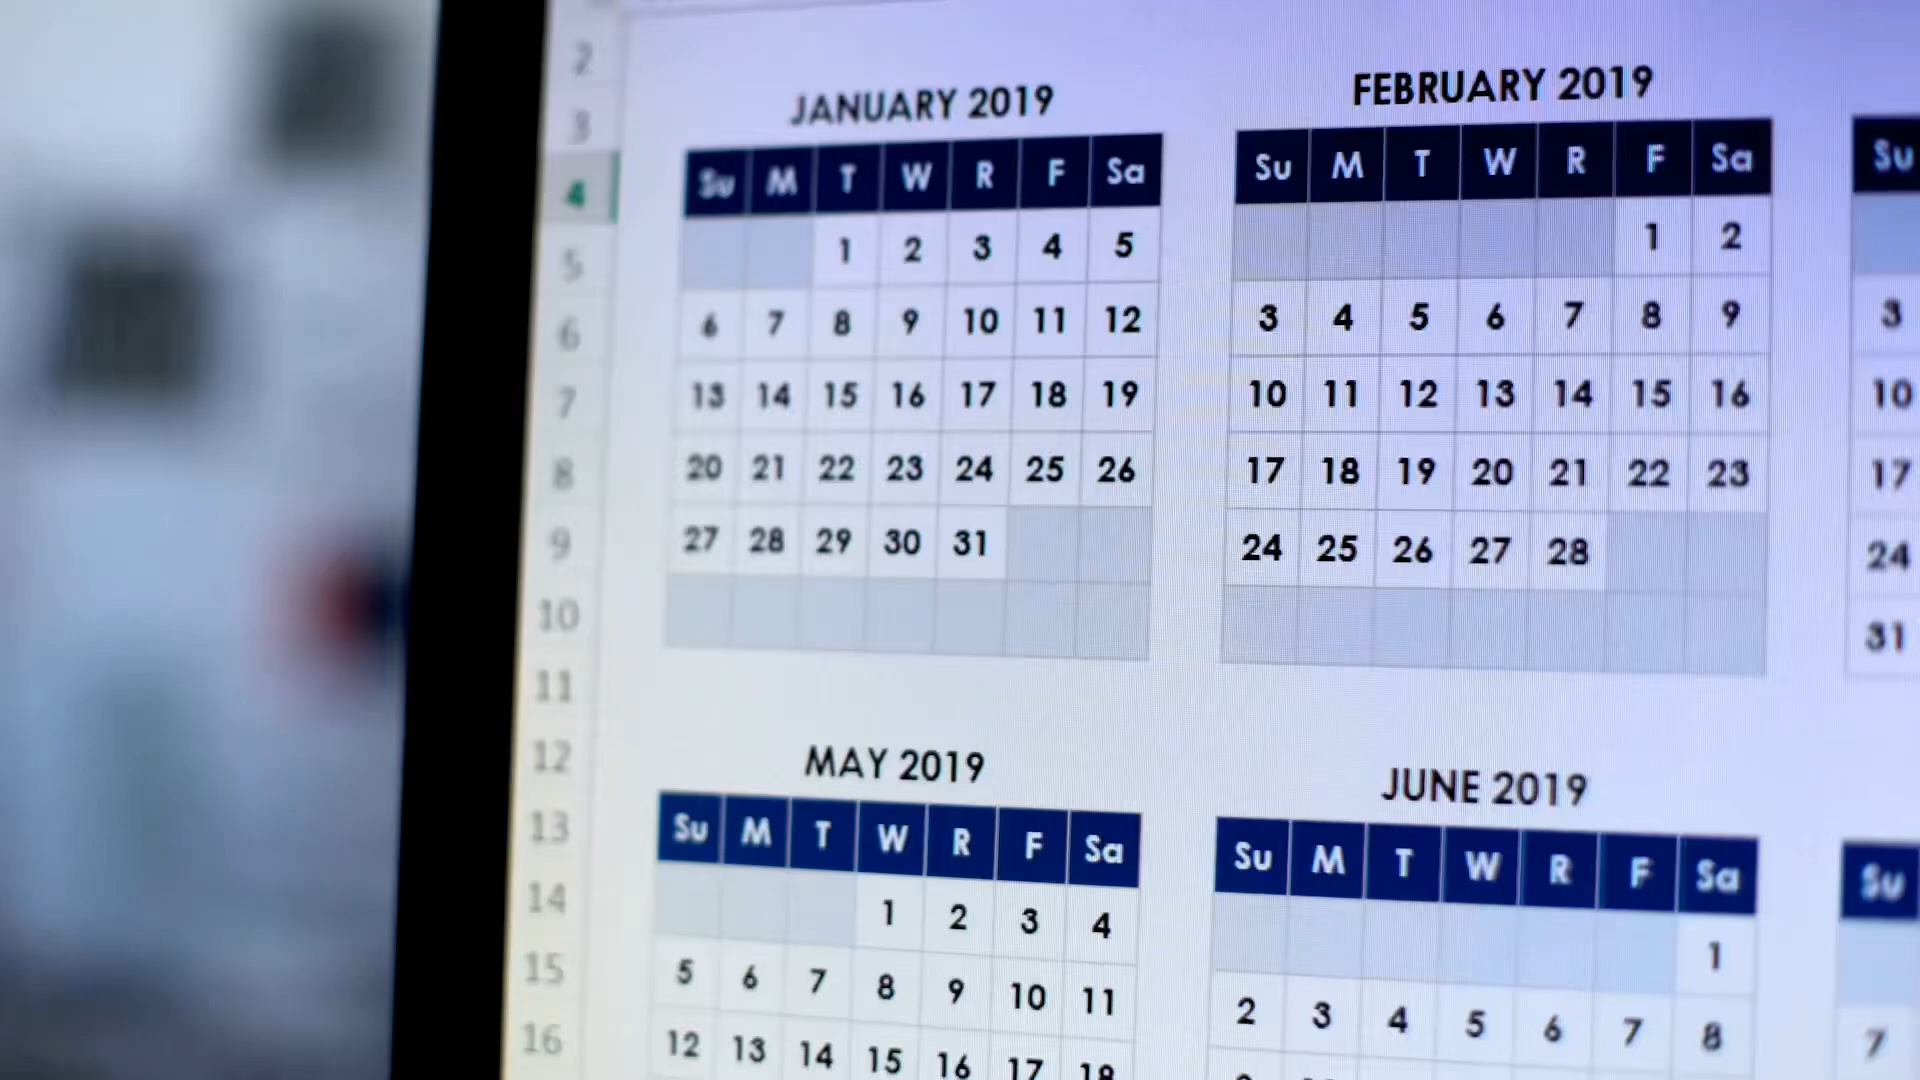 2
3
4
5
6
7
8
9
10
11
12
13
14
15
16
JANUARY 2019
Su M T W R F Sa
1 2 3 4 5
6 7 8 9 10 11 12
13 14 15 16 17 18 19
20 21 22 23 24 25 26
27 28 29 30 31
FEBRUARY 2019
Su M T W R F Sa
1 2
3 4 5 6 7 8 9
10 11 12 13 14 15 16
17 18 19 20 21 22 23
24 25 26 27 28
Su
3
10
17
24
31
MAY 2019
Su M T W R F Sa
1 2 3 4
5 6 7 8 9 10 11
12 13 14 15 16 17 18
JUNE 2019
Su M T W R F Sa
1
2 3 4 5 6 7 8
Su
7